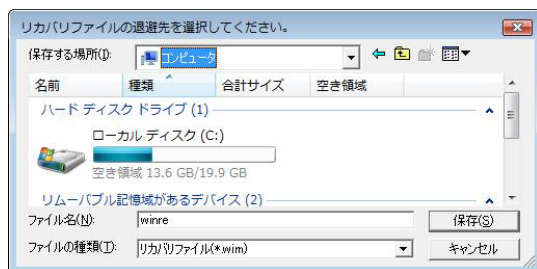 リカバリファイルの退避先を選択してください。
保存する場所(I): コンピュータ
名前 種類 合計サイズ 空き領域
ハード ディスク ドライブ (1)
ローカル ディスク (C:)
空き領域 13.6 GB/19.9 GB
リムーバブル記憶域があるデバイス (2)
ファイル名(N): winre 保存(S)
ファイルの種類(T): リカバリファイル(*.wim) キャンセル